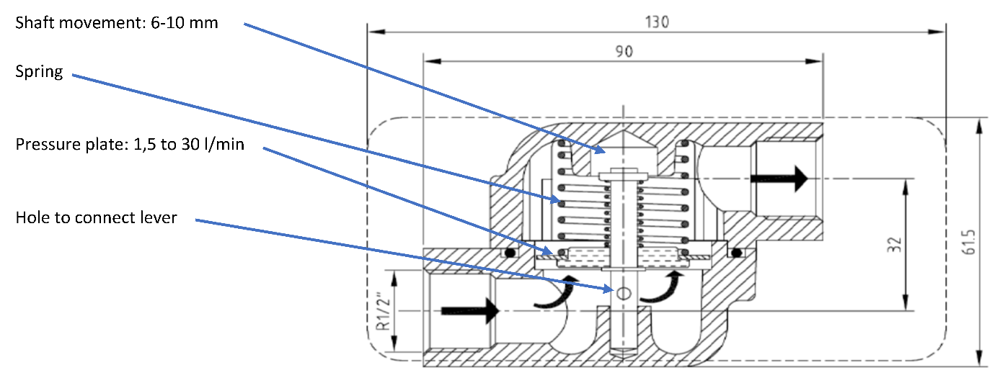 Shaft movement: 6-10 mm
130
90
Spring
Pressure plate: 1,5 to 30 l/min
Hole to connect lever
32
61.5
R1/2"